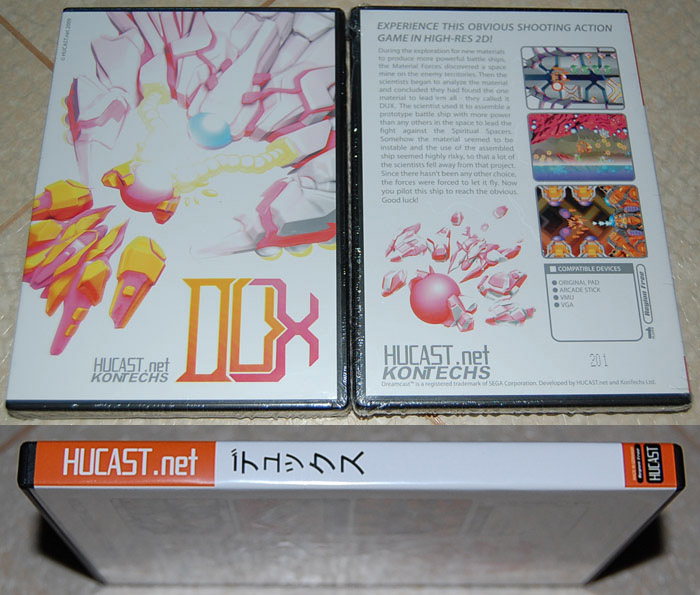 © HUCAST.net 2009
DUX
HUCAST.net
KONTECHS
EXPERIENCE THIS OBVIOUS SHOOTING ACTION
GAME IN HIGH-RES 2D!
During the exploration for new materials
to produce more powerful battle ships,
the Material Forces discovered a space
mine on the enemy territories. Then the
scientists began to analyze the material
and concluded they had found the one
material to lead'em all - they called it
DUX. The scientist used it to assemble a
prototype battle ship with more power
than any others in the space to lead the
fight against the Spiritual Spacers.
Somehow the material seemed to be
instable and the use of the assembled
ship seemed highly risky, so that a lot of
the scientists fell away from that project.
Since there hasn't been any other choice,
the forces were forced to let it fly. Now
you pilot this ship to reach the obvious.
Good luck!
COMPATIBLE DEVICES
ORIGINAL PAD
ARCADE STICK
VMU
VGA
Region Free
HUCAST.net
KONTECHS
201
Dreamcast™ is a registered trademark of SEGA Corporation. Developed by HUCAST.net and KonTechs Ltd.
HUCAST.net
デュックス
Region Free
HUCAST